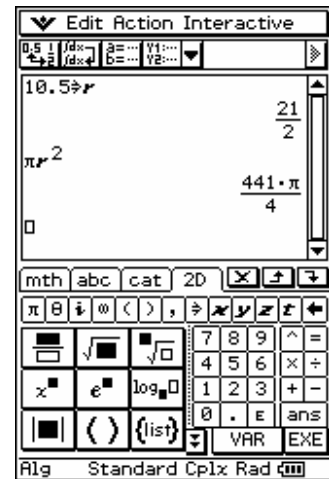 Edit Action Interactive
10.5⇒r
21
2
πr²
441·π
4
mth abc cat 2D
π θ i ∞ ( ) , ⇒ x y z t ←
7 8 9 ^ =
4 5 6 × ÷
1 2 3 + -
0 . E ans
√■ ■√□
x■ e■ log■□
|■| ( ) {list}
VAR EXE
Alg Standard Cplx Rad